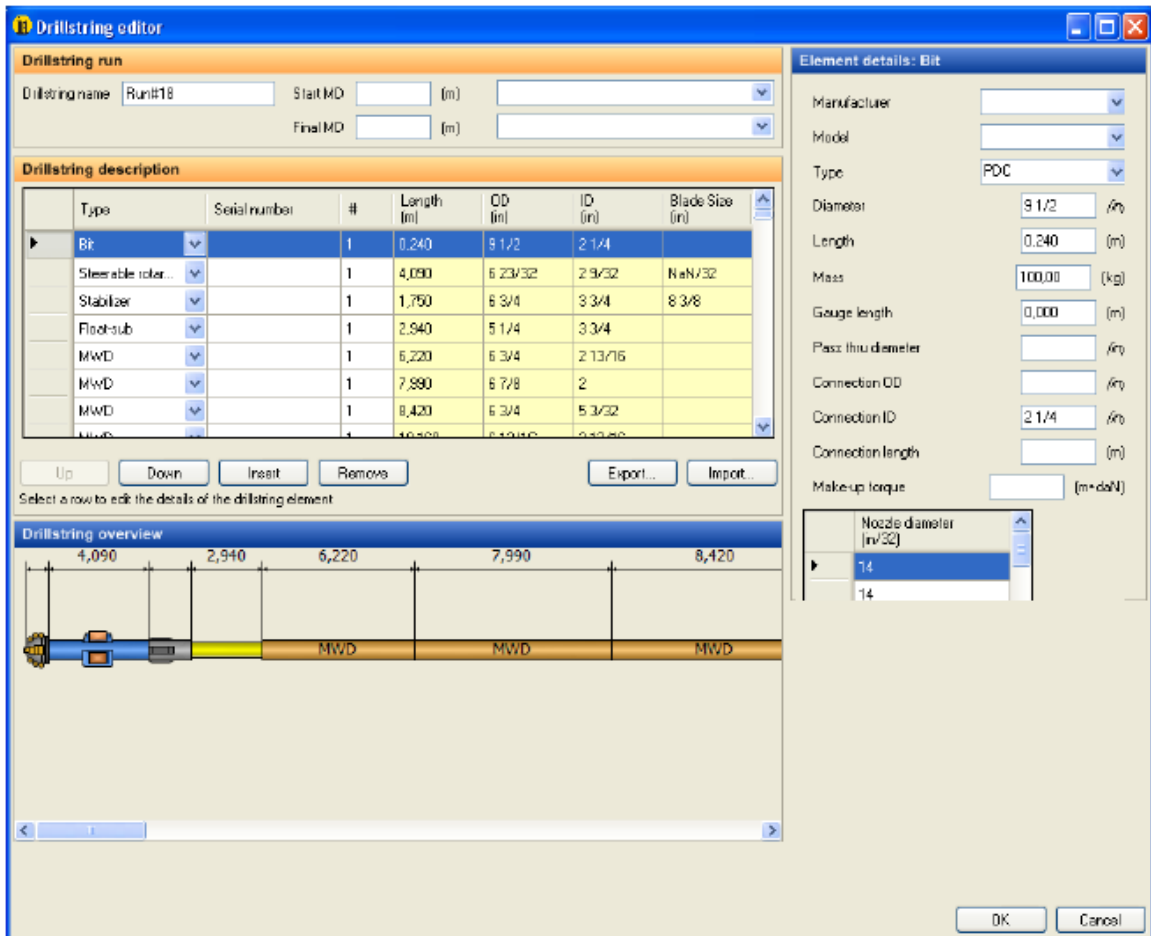 Drillstring editor
Drillstring run
Drillstring name Run#18 Start MD (m)
Final MD (m)
Drillstring description
Type Serial number # Length (m) OD (in) ID (in) Blade Size (in)
Bit 1 0.240 9 1/2 2 1/4
Steerable rotar... 1 4,090 6 23/32 2 9/32 NaN/32
Stabilizer 1 1,750 6 3/4 3 3/4 8 3/8
Float-sub 1 2,940 5 1/4 3 3/4
MWD 1 6,220 6 3/4 2 13/16
MWD 1 7,990 6 7/8 2
MWD 1 8,420 6 3/4 5 3/32
MWD 1
Up Down Insert Remove Export... Import...
Select a row to edit the details of the drillstring element
Drillstring overview
4,090 2,940 6,220 7,990 8,420
MWD MWD MWD
Element details: Bit
Manufacturer
Model
Type PDC
Diameter 9 1/2 (in)
Length 0.240 (m)
Mass 100,00 (kg)
Gauge length 0,000 (m)
Pass thru diameter (in)
Connection OD (in)
Connection ID 2 1/4 (in)
Connection length (m)
Make-up torque (m•daN)
Nozzle diameter (in/32)
14
14
OK Cancel